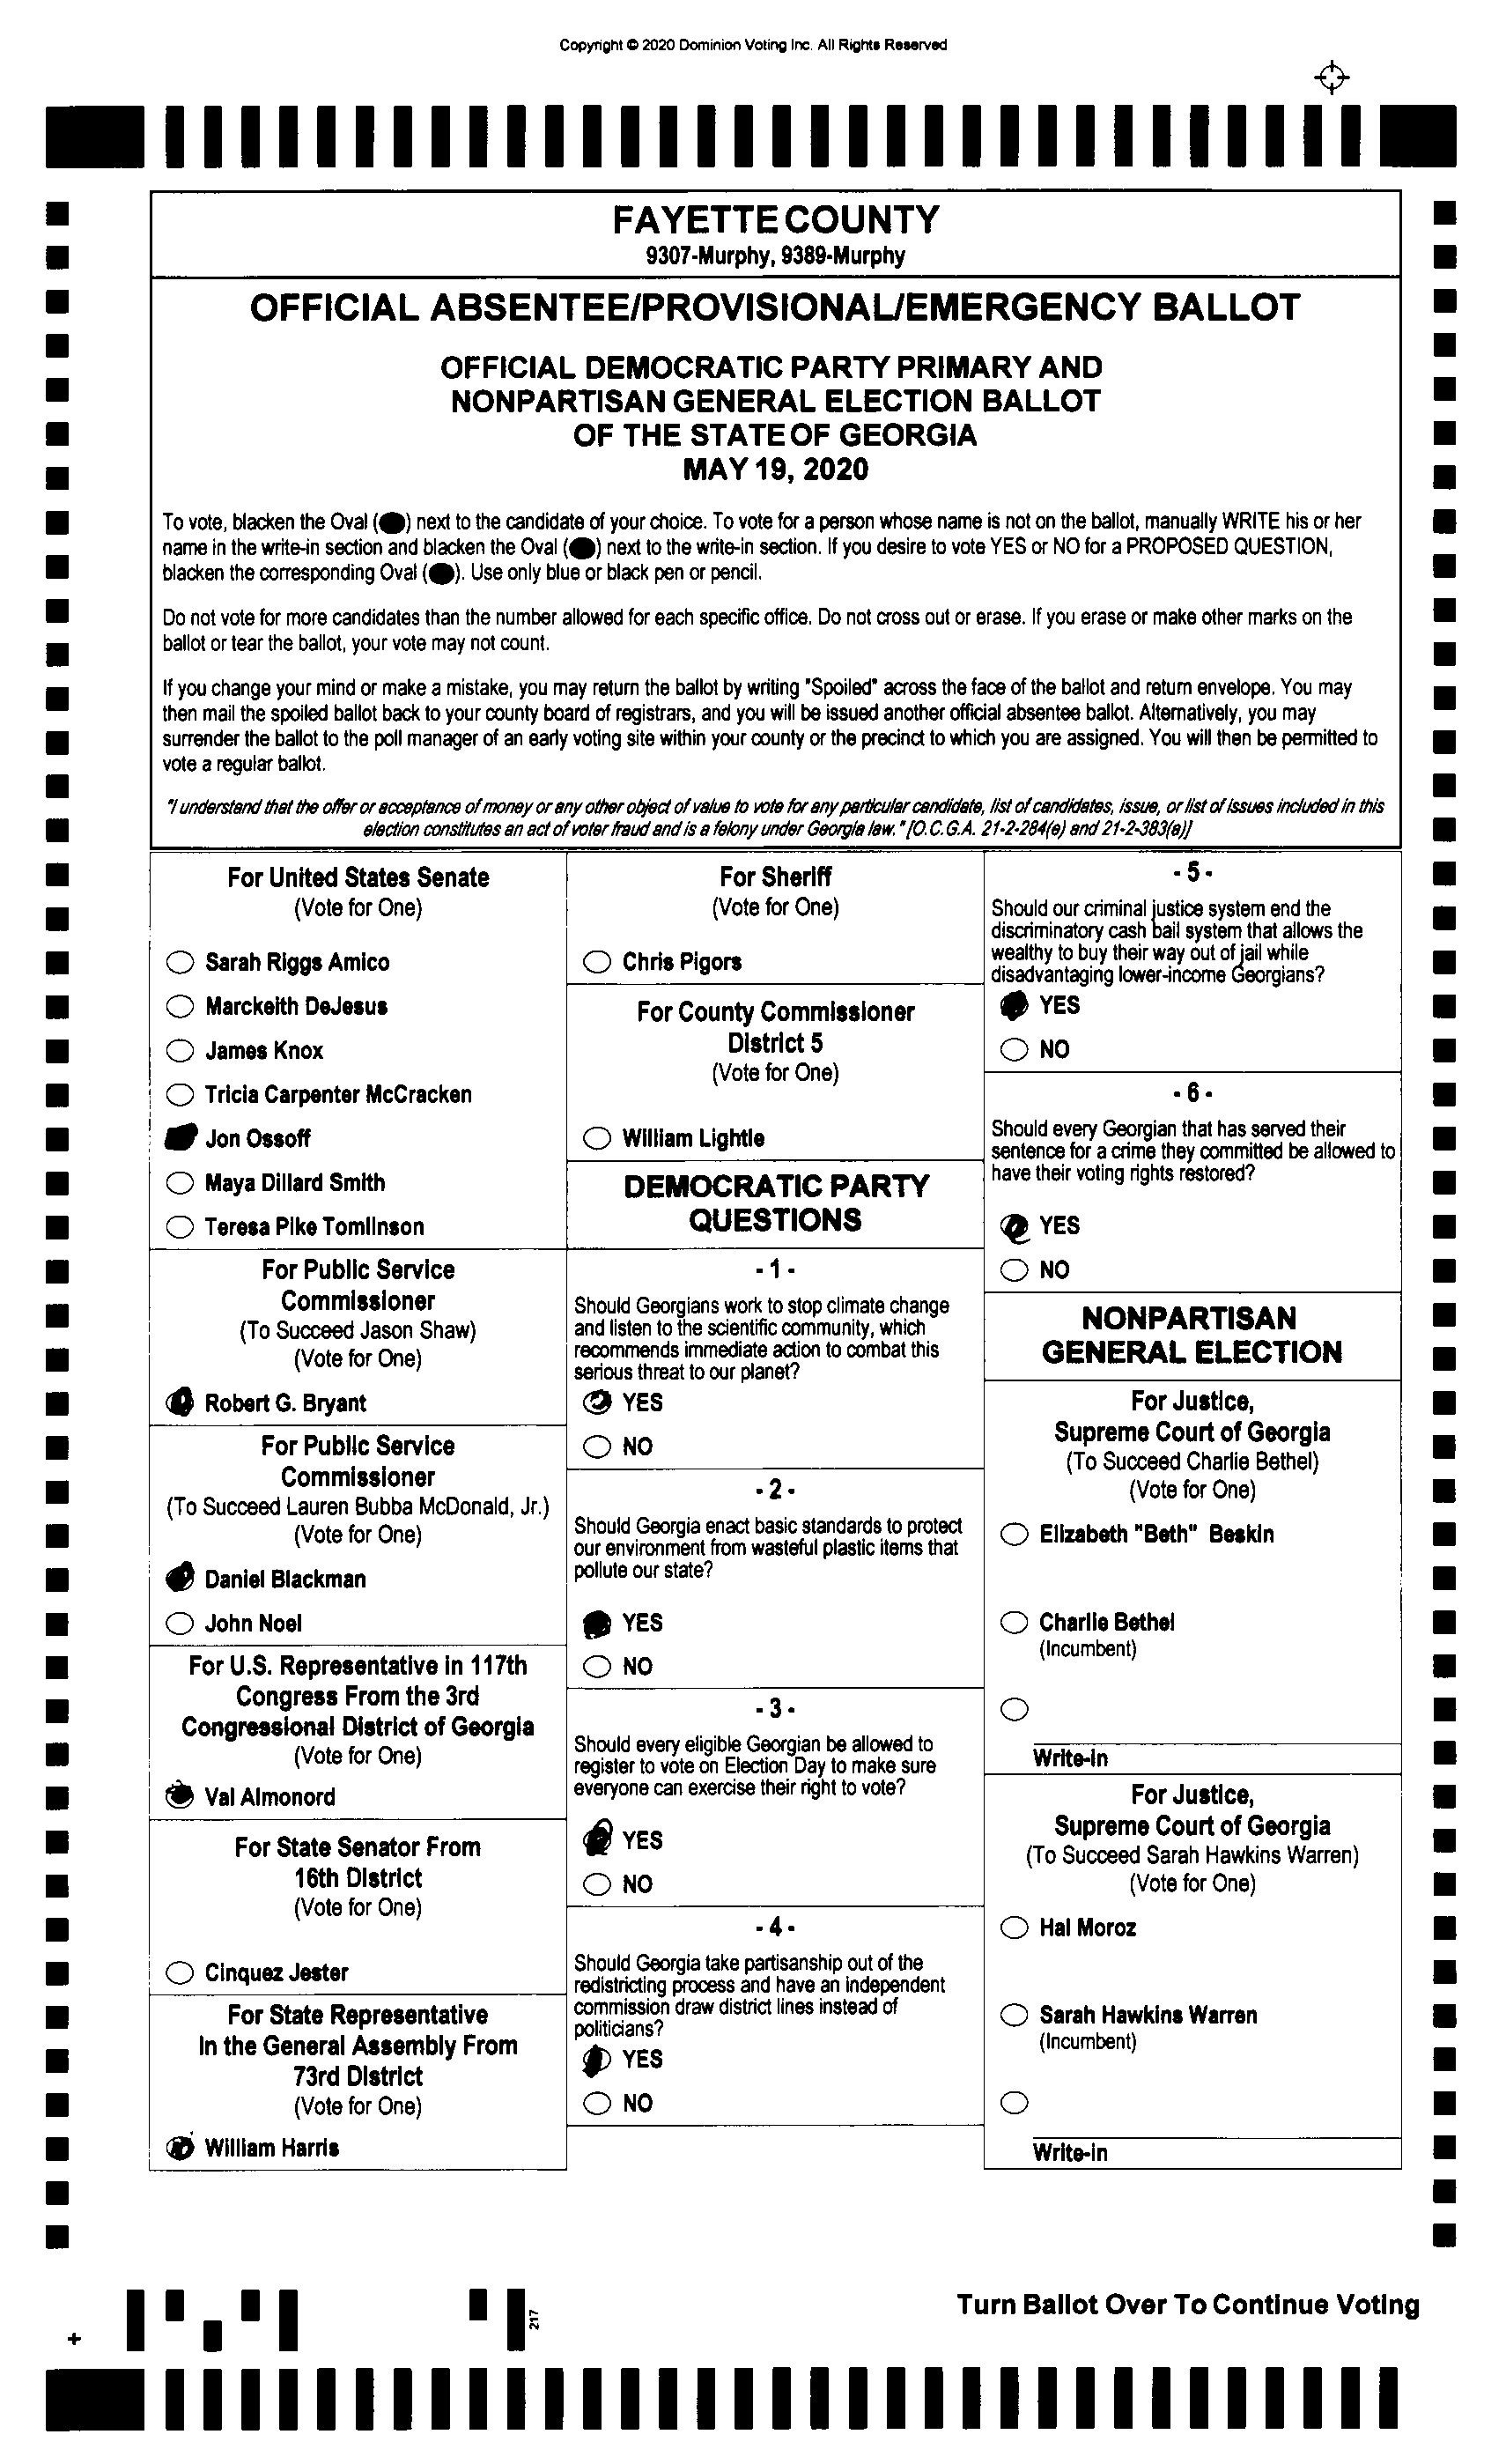 Copyright © 2020 Dominion Voting Inc. All Rights Reserved
FAYETTE COUNTY
9307-Murphy, 9389-Murphy
OFFICIAL ABSENTEE/PROVISIONAL/EMERGENCY BALLOT
OFFICIAL DEMOCRATIC PARTY PRIMARY AND
NONPARTISAN GENERAL ELECTION BALLOT
OF THE STATE OF GEORGIA
MAY 19, 2020
To vote, blacken the Oval (●) next to the candidate of your choice. To vote for a person whose name is not on the ballot, manually WRITE his or her
name in the write-in section and blacken the Oval (●) next to the write-in section. If you desire to vote YES or NO for a PROPOSED QUESTION,
blacken the corresponding Oval (●). Use only blue or black pen or pencil.
Do not vote for more candidates than the number allowed for each specific office. Do not cross out or erase. If you erase or make other marks on the
ballot or tear the ballot, your vote may not count.
If you change your mind or make a mistake, you may return the ballot by writing "Spoiled" across the face of the ballot and return envelope. You may
then mail the spoiled ballot back to your county board of registrars, and you will be issued another official absentee ballot. Alternatively, you may
surrender the ballot to the poll manager of an early voting site within your county or the precinct to which you are assigned. You will then be permitted to
vote a regular ballot.
"I understand that the offer or acceptance of money or any other object of value to vote for any particular candidate, list of candidates, issue, or list of issues included in this
election constitutes an act of voter fraud and is a felony under Georgia law." [O.C.G.A. 21-2-284(e) and 21-2-383(a)]
For United States Senate
(Vote for One)
Sarah Riggs Amico
Marckeith DeJesus
James Knox
Tricia Carpenter McCracken
Jon Ossoff
Maya Dillard Smith
Teresa Pike Tomlinson
For Public Service
Commissioner
(To Succeed Jason Shaw)
(Vote for One)
Robert G. Bryant
For Public Service
Commissioner
(To Succeed Lauren Bubba McDonald, Jr.)
(Vote for One)
Daniel Blackman
John Noel
For U.S. Representative in 117th
Congress From the 3rd
Congressional District of Georgia
(Vote for One)
Val Almonord
For State Senator From
16th District
(Vote for One)
Cinquez Jester
For State Representative
In the General Assembly From
73rd District
(Vote for One)
William Harris
For Sheriff
(Vote for One)
Chris Pigors
For County Commissioner
District 5
(Vote for One)
William Lightle
DEMOCRATIC PARTY
QUESTIONS
- 1 -
Should Georgians work to stop climate change
and listen to the scientific community, which
recommends immediate action to combat this
serious threat to our planet?
YES
NO
- 2 -
Should Georgia enact basic standards to protect
our environment from wasteful plastic items that
pollute our state?
YES
NO
- 3 -
Should every eligible Georgian be allowed to
register to vote on Election Day to make sure
everyone can exercise their right to vote?
YES
NO
- 4 -
Should Georgia take partisanship out of the
redistricting process and have an independent
commission draw district lines instead of
politicians?
YES
NO
- 5 -
Should our criminal justice system end the
discriminatory cash bail system that allows the
wealthy to buy their way out of jail while
disadvantaging lower-income Georgians?
YES
NO
- 6 -
Should every Georgian that has served their
sentence for a crime they committed be allowed to
have their voting rights restored?
YES
NO
NONPARTISAN
GENERAL ELECTION
For Justice,
Supreme Court of Georgia
(To Succeed Charlie Bethel)
(Vote for One)
Elizabeth "Beth" Beskin
Charlie Bethel
(Incumbent)
Write-in
For Justice,
Supreme Court of Georgia
(To Succeed Sarah Hawkins Warren)
(Vote for One)
Hal Moroz
Sarah Hawkins Warren
(Incumbent)
Write-in
217
Turn Ballot Over To Continue Voting
+